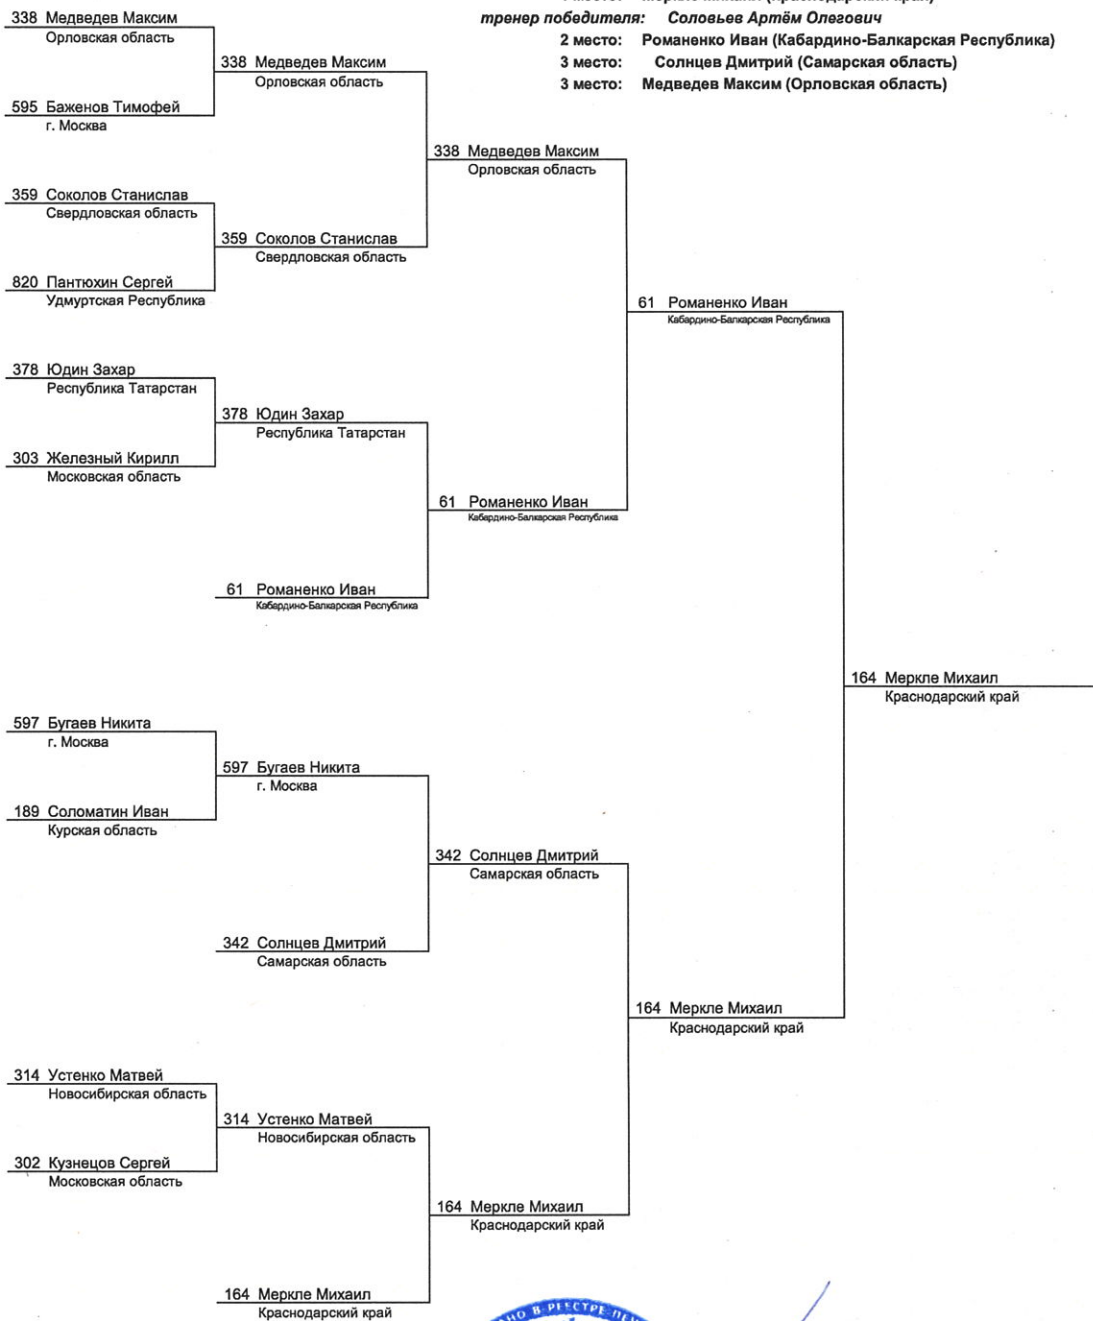 338 Медведев Максим
Орловская область
тренер победителя: Соловьев Артём Олегович
2 место: Романенко Иван (Кабардино-Балкарская Республика)
338 Медведев Максим
3 место: Солнцев Дмитрий (Самарская область)
Орловская область
3 место: Медведев Максим (Орловская область)
595 Баженов Тимофей
г. Москва
338 Медведев Максим
Орловская область
359 Соколов Станислав
Свердловская область
359 Соколов Станислав
Свердловская область
820 Пантюхин Сергей
Удмуртская Республика
61 Романенко Иван
Кабардино-Балкарская Республика
378 Юдин Захар
Республика Татарстан
378 Юдин Захар
Республика Татарстан
303 Железный Кирилл
Московская область
61 Романенко Иван
Кабардино-Балкарская Республика
61 Романенко Иван
Кабардино-Балкарская Республика
164 Меркле Михаил
Краснодарский край
597 Бугаев Никита
г. Москва
597 Бугаев Никита
г. Москва
189 Соломатин Иван
Курская область
342 Солнцев Дмитрий
Самарская область
342 Солнцев Дмитрий
Самарская область
164 Меркле Михаил
Краснодарский край
314 Устенко Матвей
Новосибирская область
314 Устенко Матвей
Новосибирская область
302 Кузнецов Сергей
Московская область
164 Меркле Михаил
Краснодарский край
164 Меркле Михаил
Краснодарский край
В РЕЕСТРЕ